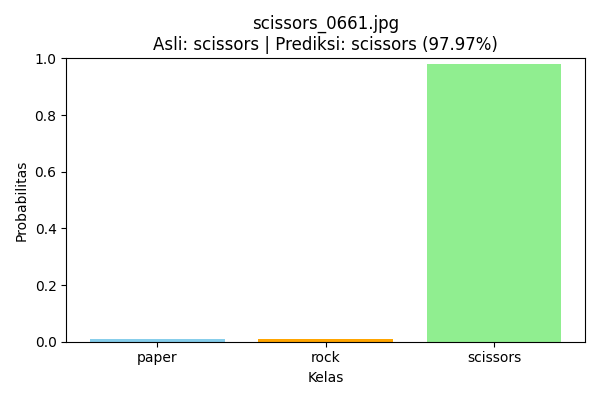 scissors_0661.jpg
Asli: scissors | Prediksi: scissors (97.97%)
1.0
0.8
0.6
0.4
0.2
0.0
Probabilitas
paper
rock
scissors
Kelas